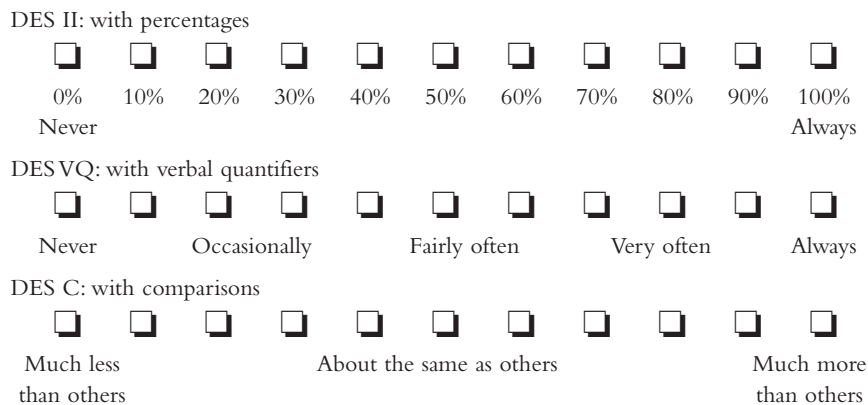 DES II: with percentages
0% 10% 20% 30% 40% 50% 60% 70% 80% 90% 100%
Never Always
DES VQ: with verbal quantifiers
Never Occasionally Fairly often Very often Always
DES C: with comparisons
Much less About the same as others Much more
than others than others